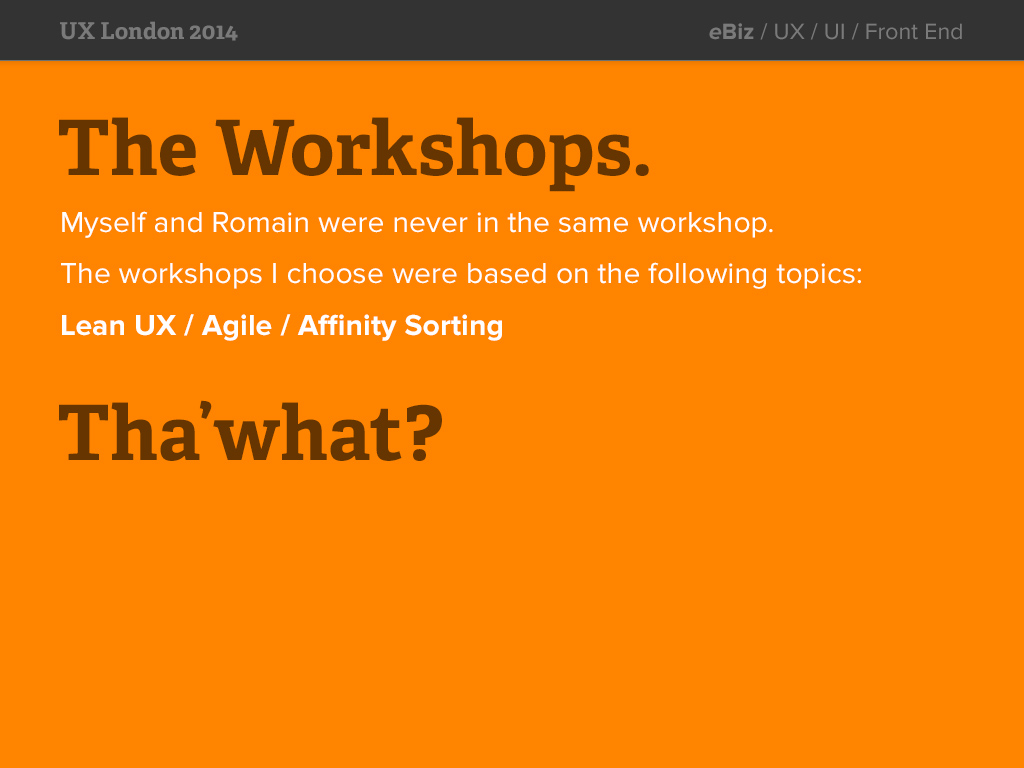 UX London 2014
eBiz / UX / UI / Front End
The Workshops.
Myself and Romain were never in the same workshop.
The workshops I choose were based on the following topics:
Lean UX / Agile / Affinity Sorting
Tha’what?